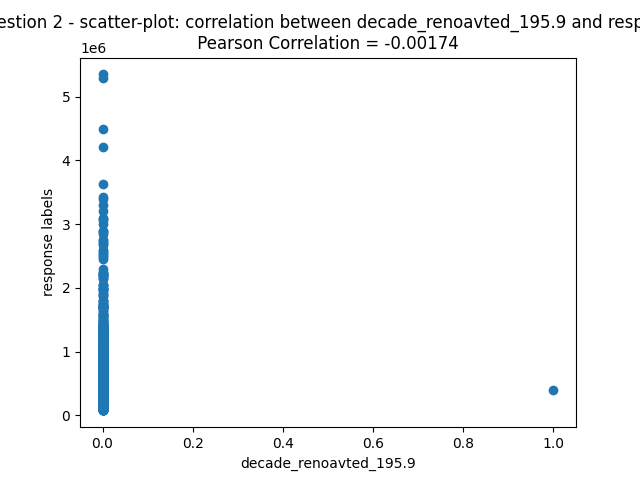 estion 2 - scatter-plot: correlation between decade_renoavted_195.9 and resp
Pearson Correlation = -0.00174
1e6
5
4
3
2
1
0
response labels
0.0 0.2 0.4 0.6 0.8 1.0
decade_renoavted_195.9